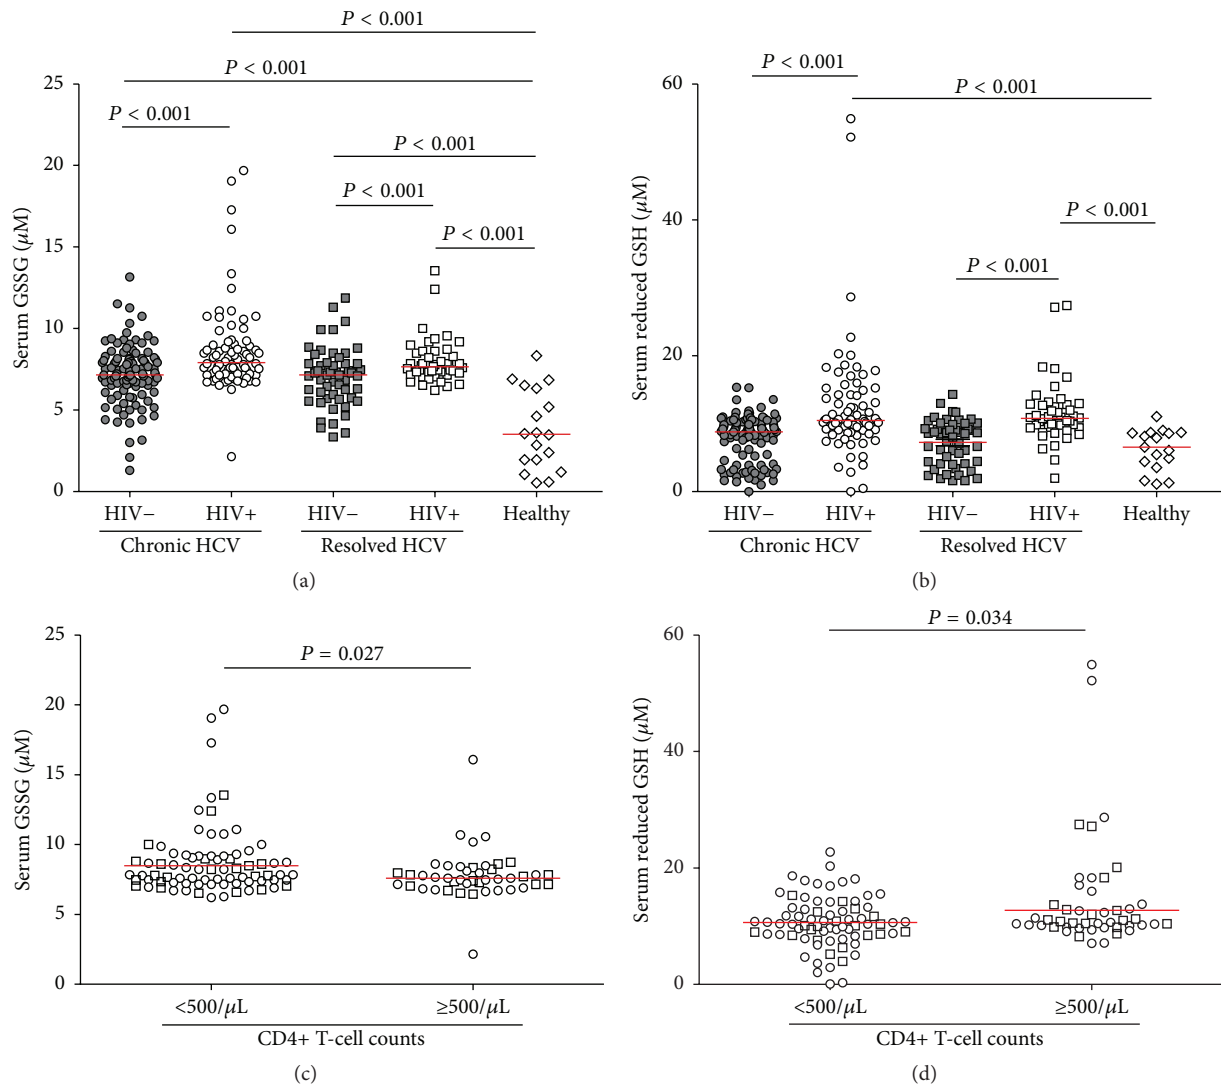 P < 0.001
P < 0.001
P < 0.001
P < 0.001
P < 0.001
P < 0.001
Serum GSSG (μM)
25
20
15
10
5
0
HIV− HIV+ HIV− HIV+ Healthy
Chronic HCV Resolved HCV
(a)
P < 0.001
P < 0.001
P < 0.001
P < 0.001
Serum reduced GSH (μM)
60
40
20
0
HIV− HIV+ HIV− HIV+ Healthy
Chronic HCV Resolved HCV
(b)
P = 0.027
Serum GSSG (μM)
25
20
15
10
5
0
<500/μL ≥500/μL
CD4+ T-cell counts
(c)
P = 0.034
Serum reduced GSH (μM)
60
40
20
0
<500/μL ≥500/μL
CD4+ T-cell counts
(d)